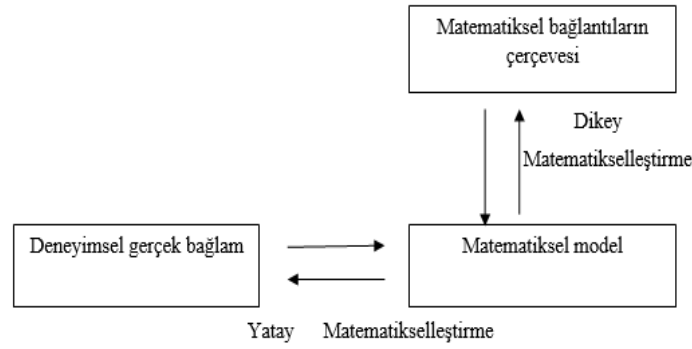 Matematiksel bağlantıların
çerçevesi
Dikey
Matematikselleştirme
Deneyimsel gerçek bağlam
Matematiksel model
Yatay Matematikselleştirme